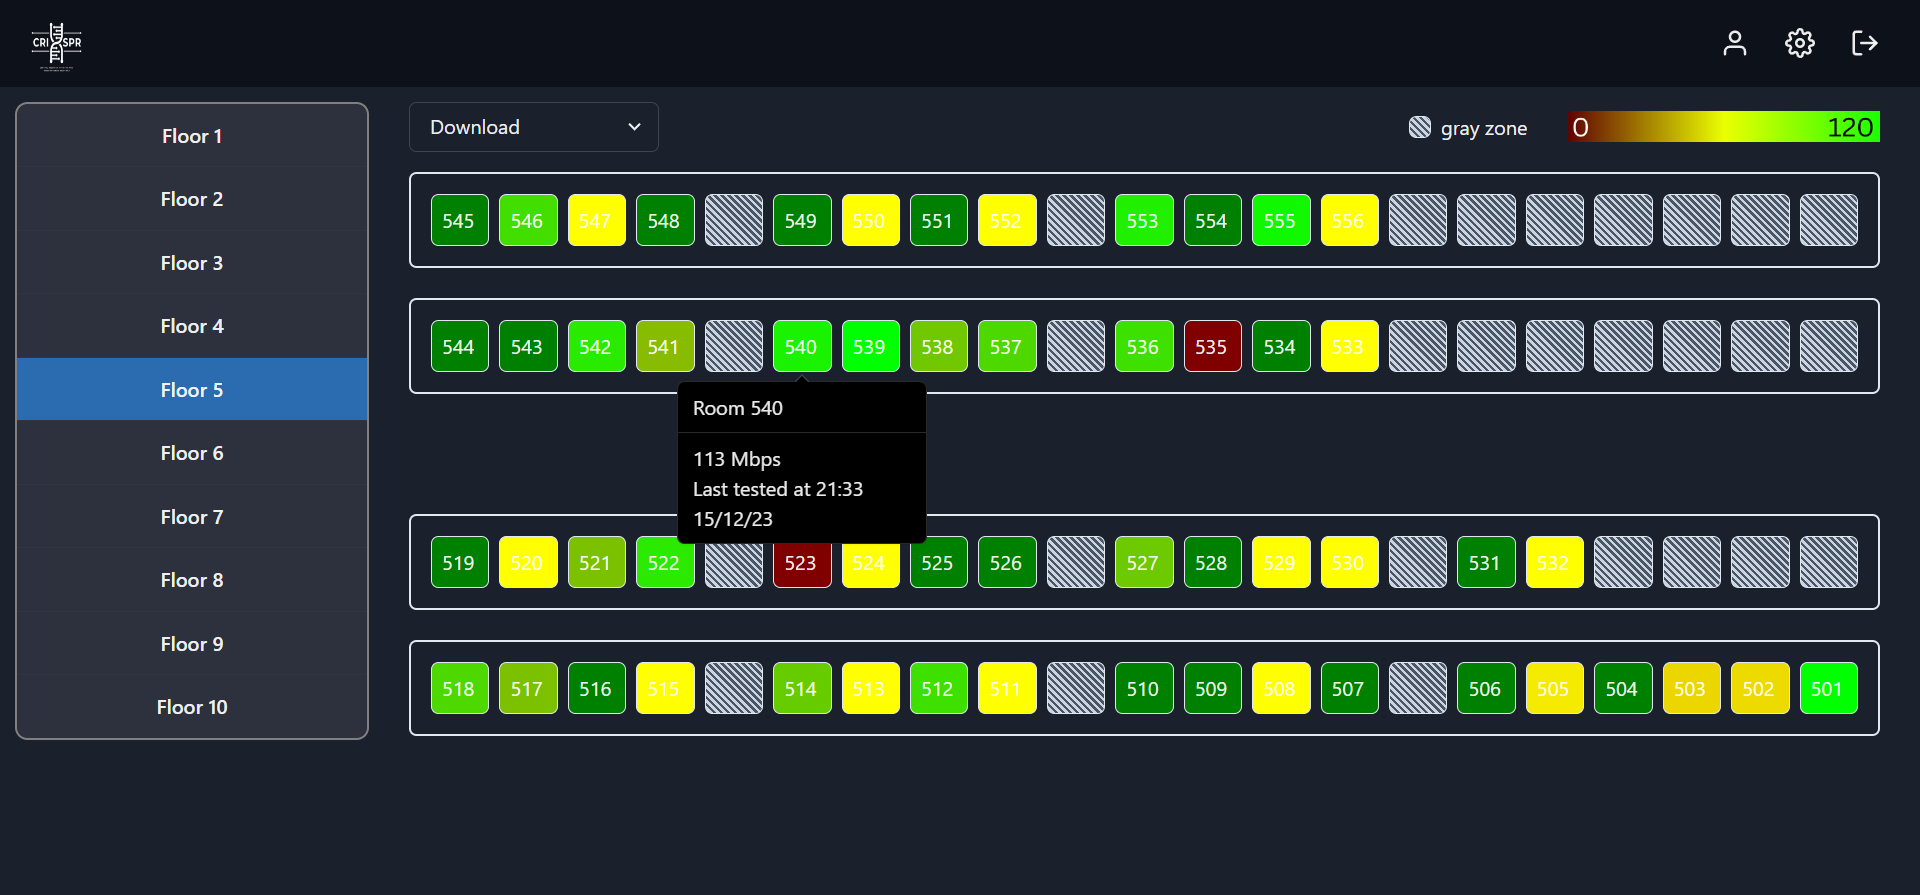 CRISPR
Floor 1
Floor 2
Floor 3
Floor 4
Floor 5
Floor 6
Floor 7
Floor 8
Floor 9
Floor 10
Download
gray zone
0 120
545 546 547 548 549 550 551 552 553 554 555 556
544 543 542 541 540 539 538 537 536 535 534 533
Room 540
113 Mbps
Last tested at 21:33
15/12/23
519 520 521 522 523 524 525 526 527 528 529 530 531 532
518 517 516 515 514 513 512 511 510 509 508 507 506 505 504 503 502 501